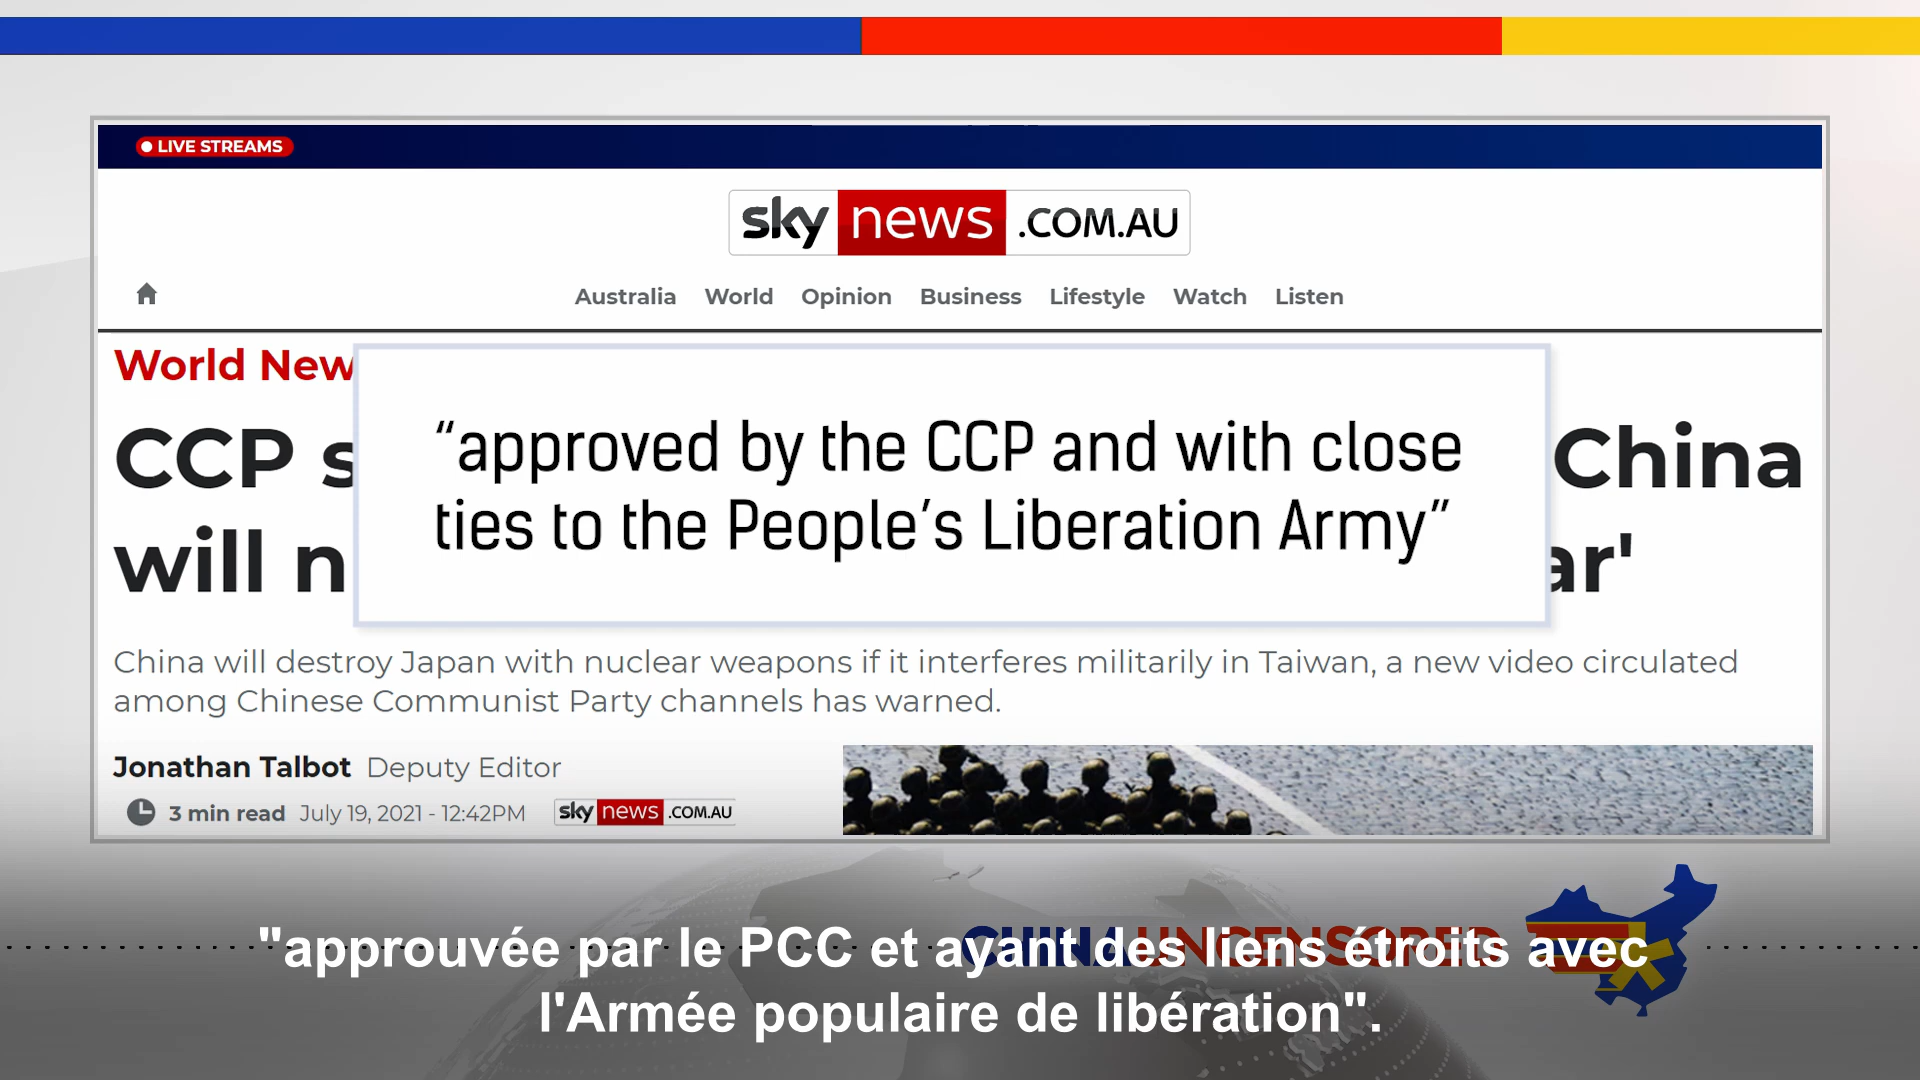 LIVE STREAMS
sky news .COM.AU
Australia World Opinion Business Lifestyle Watch Listen
World New
CCP s China
will n ar'
“approved by the CCP and with close
ties to the People’s Liberation Army”
China will destroy Japan with nuclear weapons if it interferes militarily in Taiwan, a new video circulated
among Chinese Communist Party channels has warned.
Jonathan Talbot Deputy Editor
3 min read July 19, 2021 - 12:42PM sky news .COM.AU
CHINA UNCENSORED
"approuvée par le PCC et ayant des liens étroits avec
l'Armée populaire de libération".